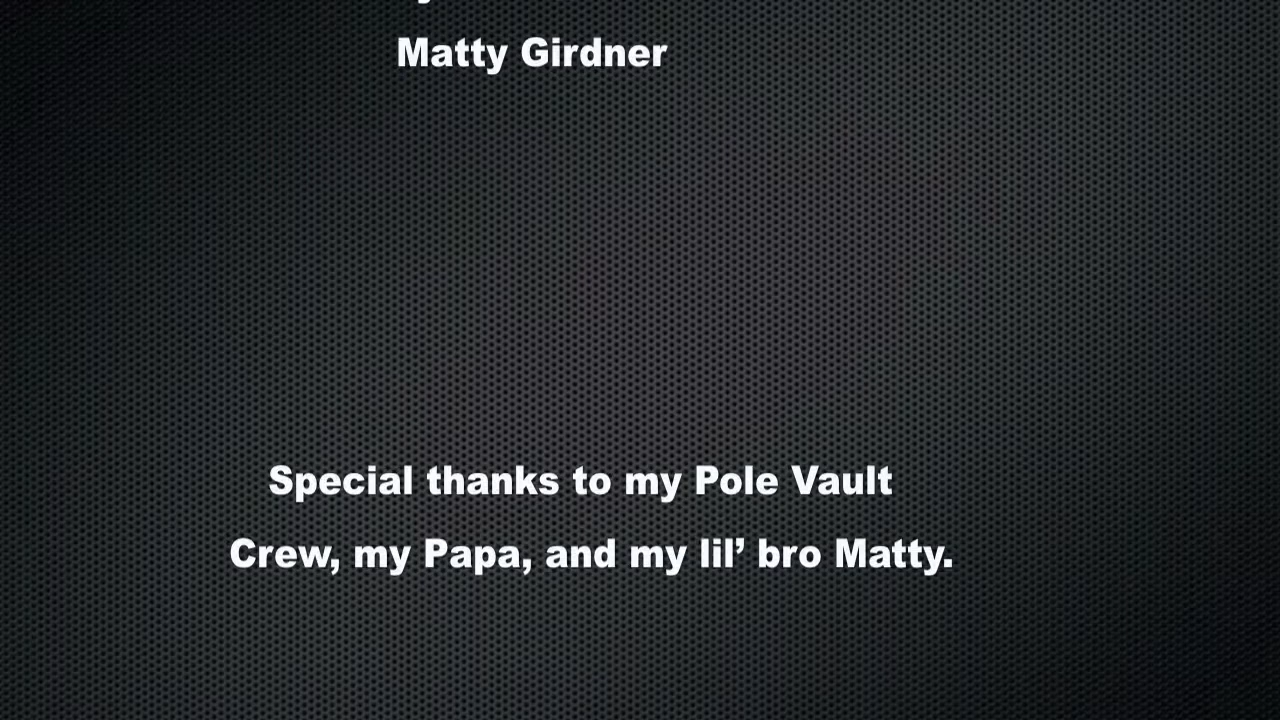 Matty Girdner
Special thanks to my Pole Vault
Crew, my Papa, and my lil’ bro Matty.